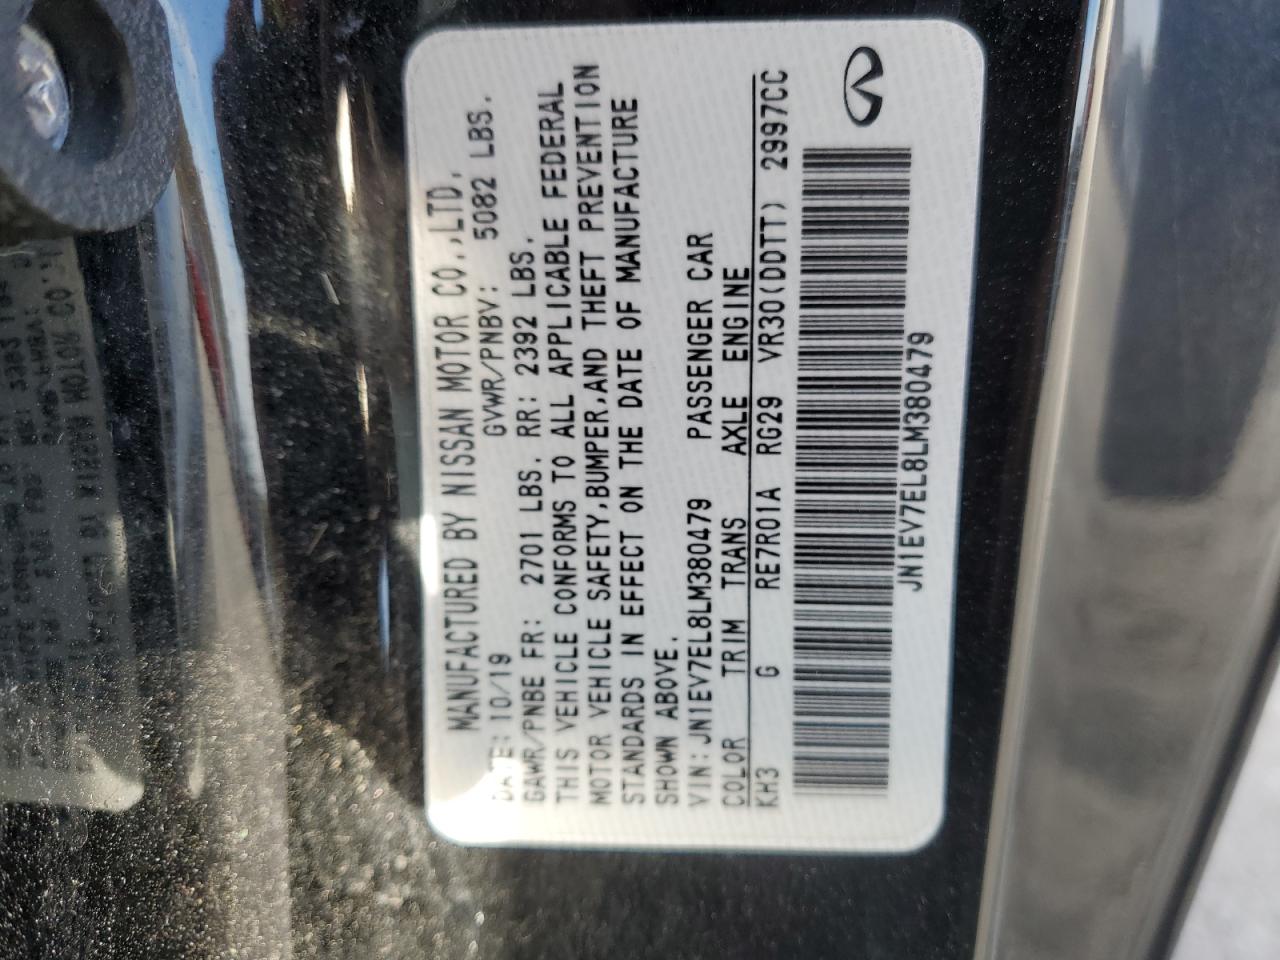 MANUFACTURED BY NISSAN MOTOR CO.,LTD.
DATE: 10/19 GVWR/PNBV: 5082 LBS.
GAWR/PNBE FR: 2701 LBS. RR: 2392 LBS.
THIS VEHICLE CONFORMS TO ALL APPLICABLE FEDERAL
MOTOR VEHICLE SAFETY,BUMPER,AND THEFT PREVENTION
STANDARDS IN EFFECT ON THE DATE OF MANUFACTURE
SHOWN ABOVE.
VIN:JN1EV7EL8LM380479 PASSENGER CAR
COLOR TRIM TRANS AXLE ENGINE
KH3 G RE7R01A RG29 VR30(DDTT) 2997CC
JN1EV7EL8LM380479